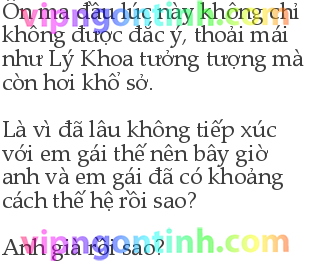 Ôn ma đầu lúc này không chỉ
không được đắc ý, thoải mái
như Lý Khoa tưởng tượng mà
còn hơi khổ sở.
Là vì đã lâu không tiếp xúc
với em gái thế nên bây giờ
anh và em gái đã có khoảng
cách thế hệ rồi sao?
vipngontinh.com
Anh già rồi sao?
vipngontinh.com